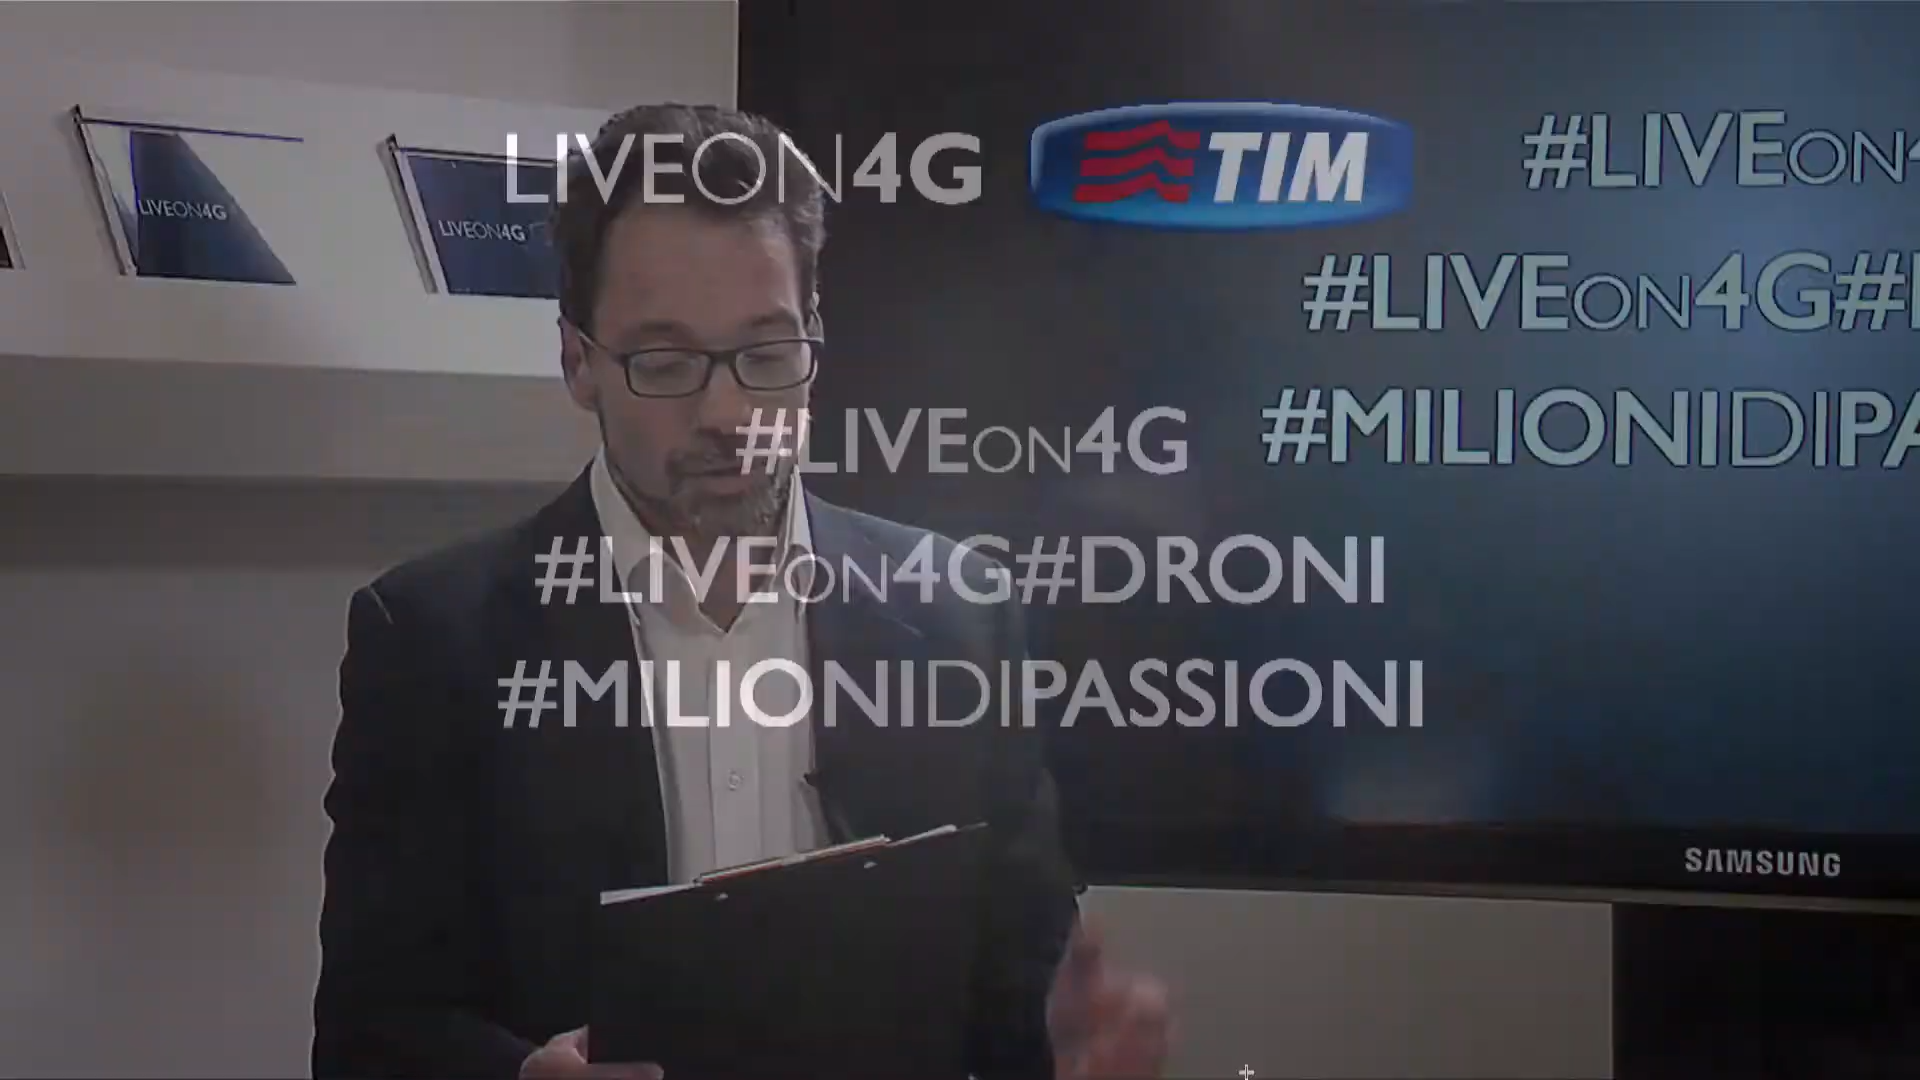 LIVEON4G TIM
#LIVEON4
#LIVEON4G#
#MILIONIDIPA
LIVEON4G
LIVEON4G
#LIVEON4G
#LIVEON4G#DRONI
#MILIONIDIPASSIONI
SAMSUNG